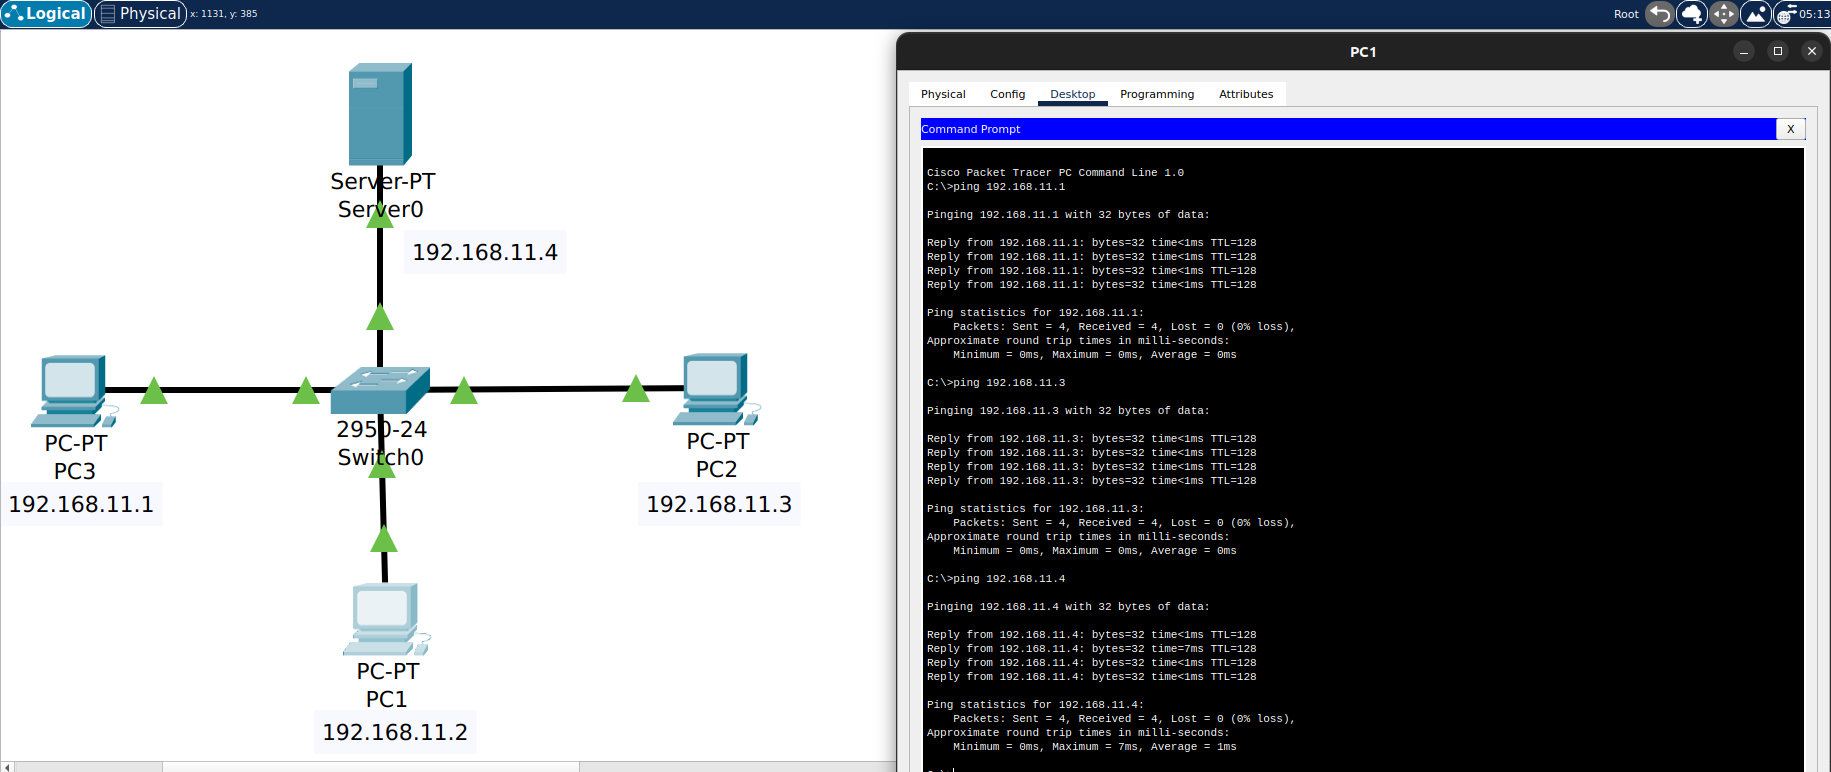 Logical Physical x: 1131, y: 385 Root 05:13
Server-PT
Server0
192.168.11.4
PC-PT
PC3
192.168.11.1
2950-24
Switch0
PC-PT
PC2
192.168.11.3
PC-PT
PC1
192.168.11.2
PC1
Physical Config Desktop Programming Attributes
Command Prompt X
Cisco Packet Tracer PC Command Line 1.0
C:\>ping 192.168.11.1
Pinging 192.168.11.1 with 32 bytes of data:
Reply from 192.168.11.1: bytes=32 time<1ms TTL=128
Reply from 192.168.11.1: bytes=32 time<1ms TTL=128
Reply from 192.168.11.1: bytes=32 time<1ms TTL=128
Reply from 192.168.11.1: bytes=32 time<1ms TTL=128
Ping statistics for 192.168.11.1:
Packets: Sent = 4, Received = 4, Lost = 0 (0% loss),
Approximate round trip times in milli-seconds:
Minimum = 0ms, Maximum = 0ms, Average = 0ms
C:\>ping 192.168.11.3
Pinging 192.168.11.3 with 32 bytes of data:
Reply from 192.168.11.3: bytes=32 time<1ms TTL=128
Reply from 192.168.11.3: bytes=32 time<1ms TTL=128
Reply from 192.168.11.3: bytes=32 time<1ms TTL=128
Reply from 192.168.11.3: bytes=32 time<1ms TTL=128
Ping statistics for 192.168.11.3:
Packets: Sent = 4, Received = 4, Lost = 0 (0% loss),
Approximate round trip times in milli-seconds:
Minimum = 0ms, Maximum = 0ms, Average = 0ms
C:\>ping 192.168.11.4
Pinging 192.168.11.4 with 32 bytes of data:
Reply from 192.168.11.4: bytes=32 time<1ms TTL=128
Reply from 192.168.11.4: bytes=32 time=7ms TTL=128
Reply from 192.168.11.4: bytes=32 time<1ms TTL=128
Reply from 192.168.11.4: bytes=32 time<1ms TTL=128
Ping statistics for 192.168.11.4:
Packets: Sent = 4, Received = 4, Lost = 0 (0% loss),
Approximate round trip times in milli-seconds:
Minimum = 0ms, Maximum = 7ms, Average = 1ms